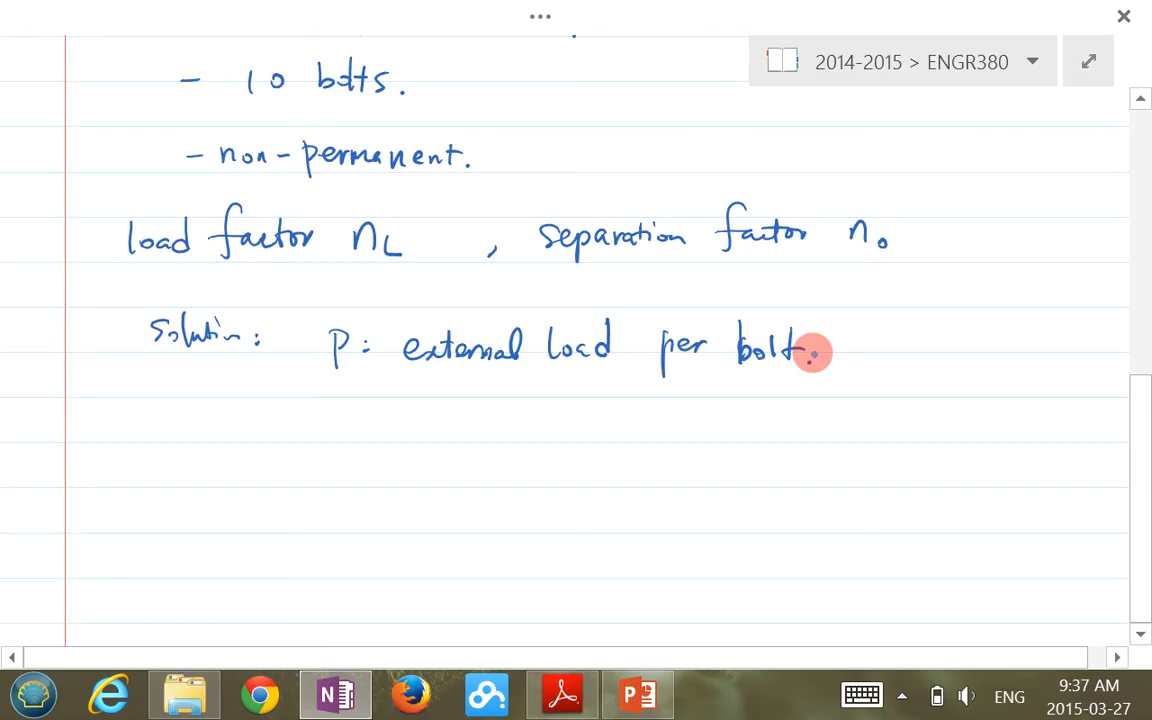 2014-2015 > ENGR380
- 10 bolts.
- non-permanent.
load factor nL , separation factor no
Solution: P: external load per bolt.
ENG
9:37 AM
2015-03-27